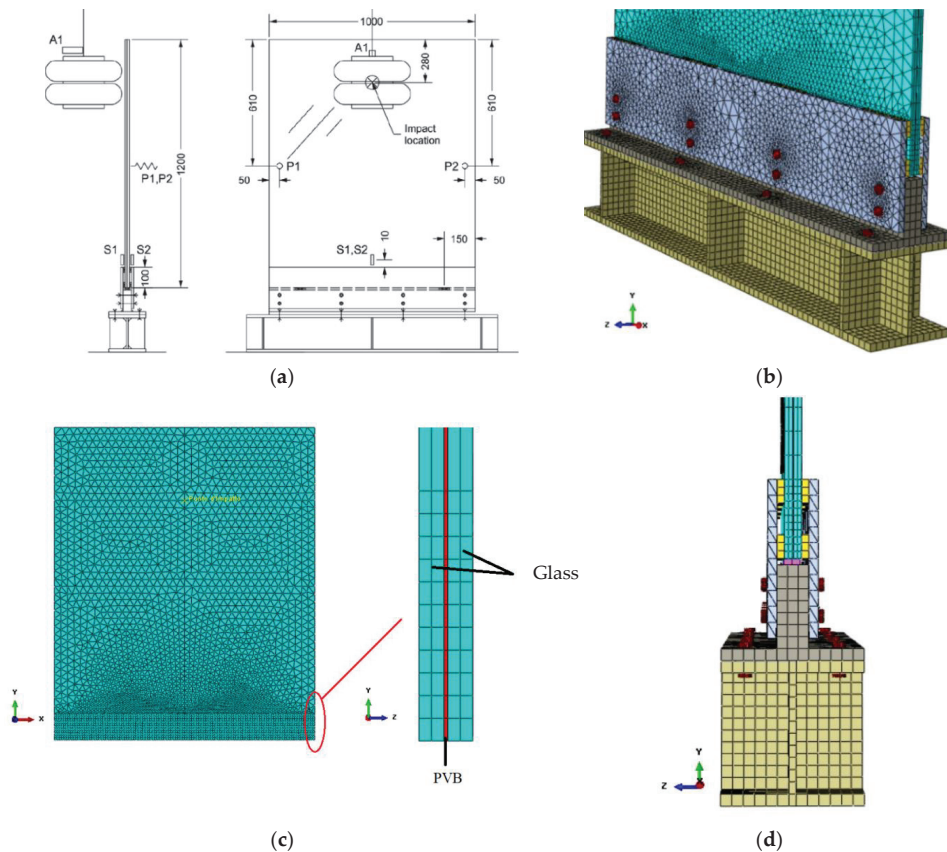 1000
A1
A1
280
610
610
Impact
location
1200
P1,P2
P1
P2
50
50
S1
S2
S1,S2
10
150
100
Y
Z
X
(a)
(b)
Glass
Y
X
Y
Z
PVB
Y
Z
X
(c)
(d)